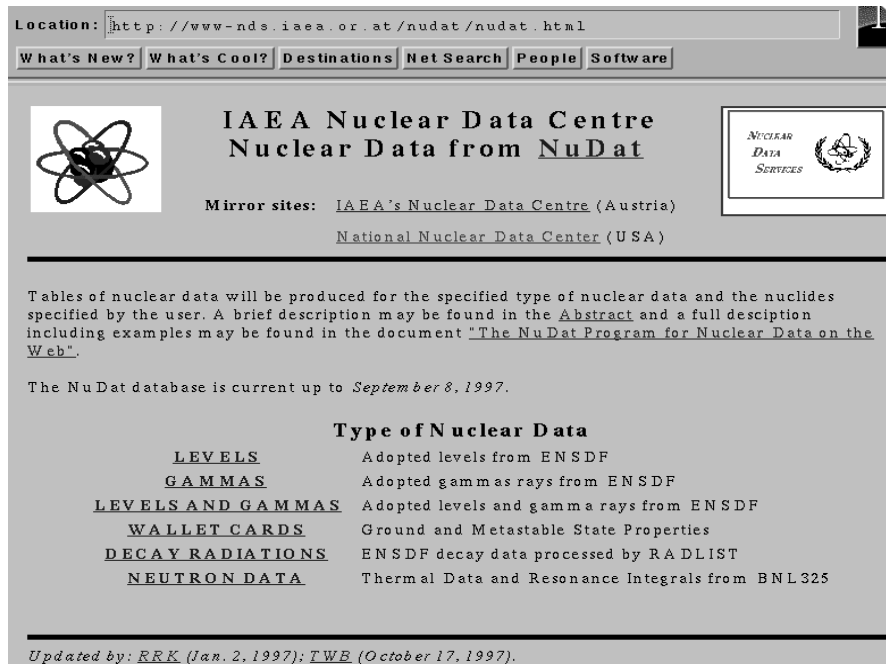 Location: http://www-nds.iaea.or.at/nudat/nudat.html
What's New? What's Cool? Destinations Net Search People Software
IAEA Nuclear Data Centre
Nuclear Data from NuDat
NUCLEAR
DATA
SERVICES
Mirror sites: IAEA's Nuclear Data Centre (Austria)
National Nuclear Data Center (USA)
Tables of nuclear data will be produced for the specified type of nuclear data and the nuclides
specified by the user. A brief description may be found in the Abstract and a full desciption
including examples may be found in the document "The NuDat Program for Nuclear Data on the
Web".
The NuDat database is current up to September 8, 1997.
Type of Nuclear Data
LEVELS Adopted levels from ENSDF
GAMMAS Adopted gammas rays from ENSDF
LEVELS AND GAMMAS Adopted levels and gamma rays from ENSDF
WALLET CARDS Ground and Metastable State Properties
DECAY RADIATIONS ENSDF decay data processed by RADLIST
NEUTRON DATA Thermal Data and Resonance Integrals from BNL325
Updated by: RRK (Jan. 2, 1997); TWB (October 17, 1997).